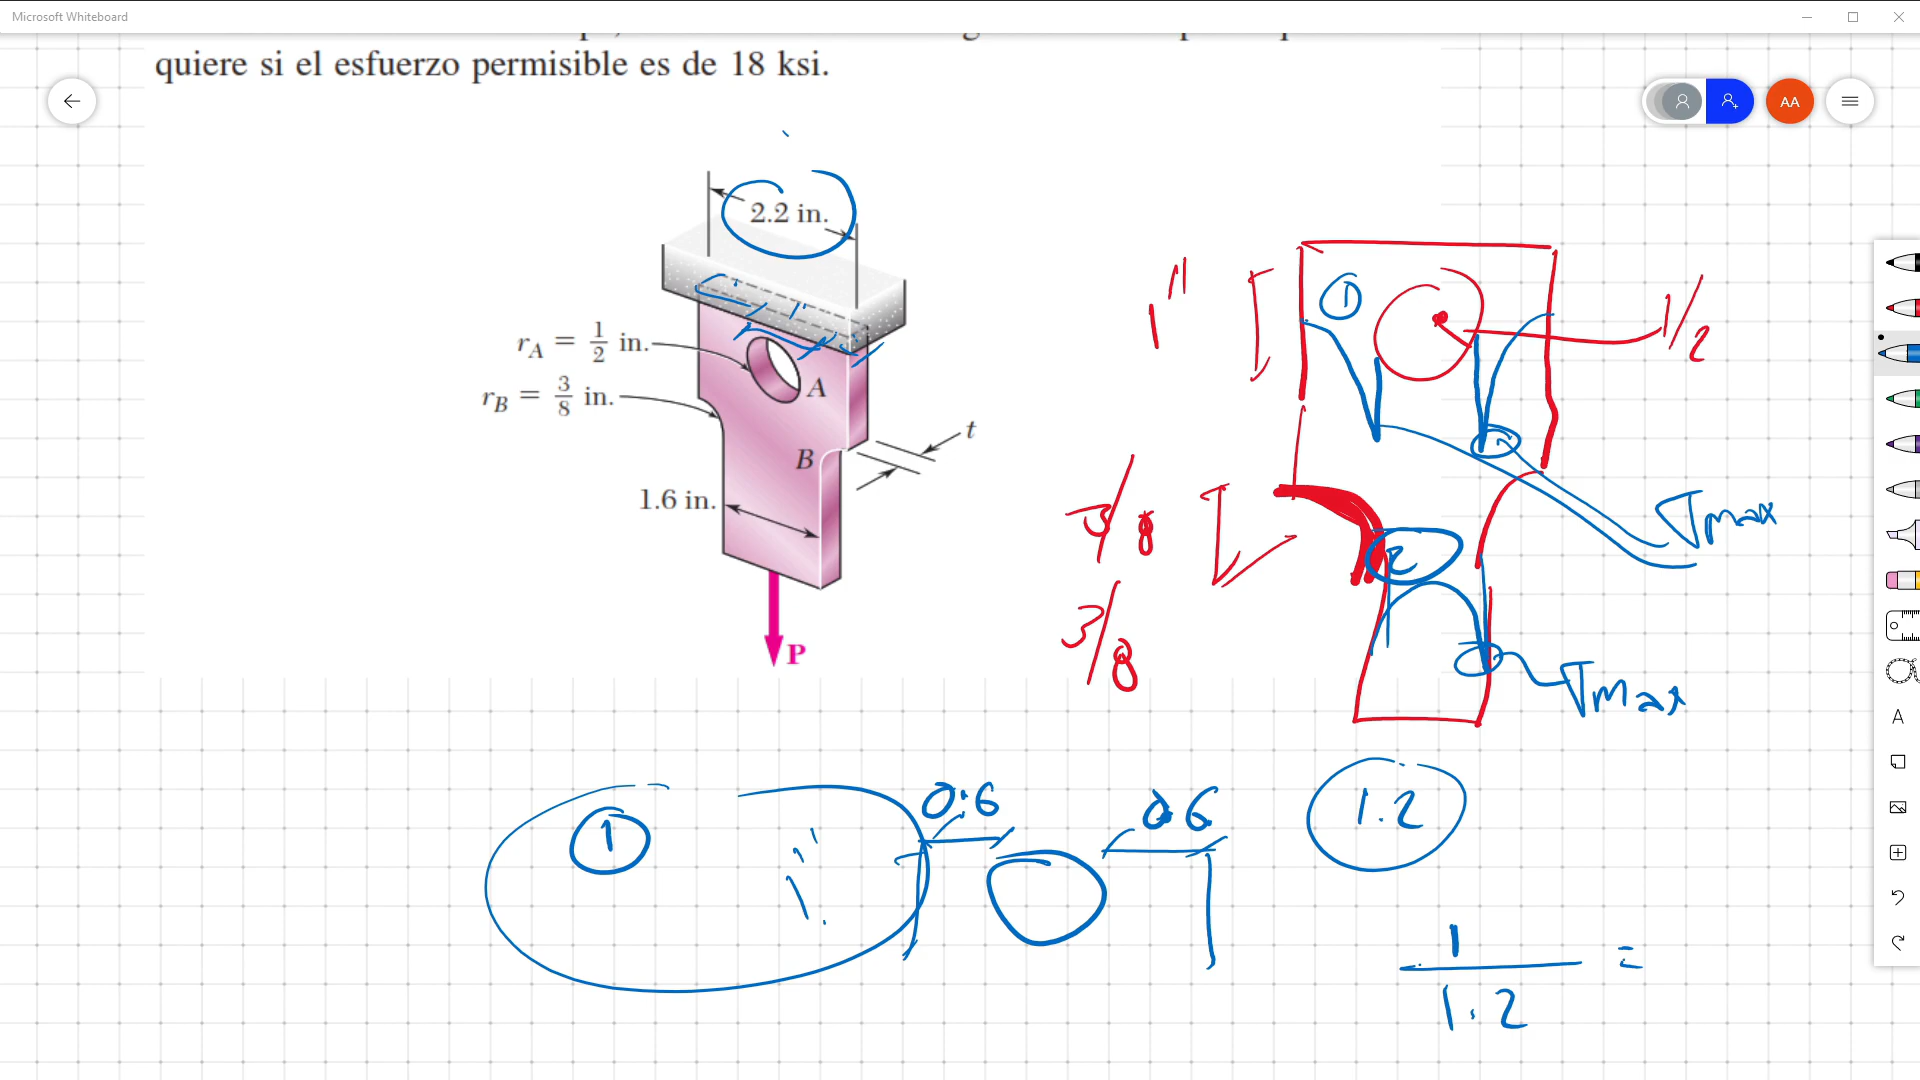 Microsoft Whiteboard
quiere si el esfuerzo permisible es de 18 ksi.
AA
2.2 in.
r_A = 1/2 in.
r_B = 3/8 in.
A
B
t
1.6 in.
P
1"
1
1/2
3/8
3/8
2
σmax
σmax
1
1"
0.6
0.6
1.2
1/1.2 =
A